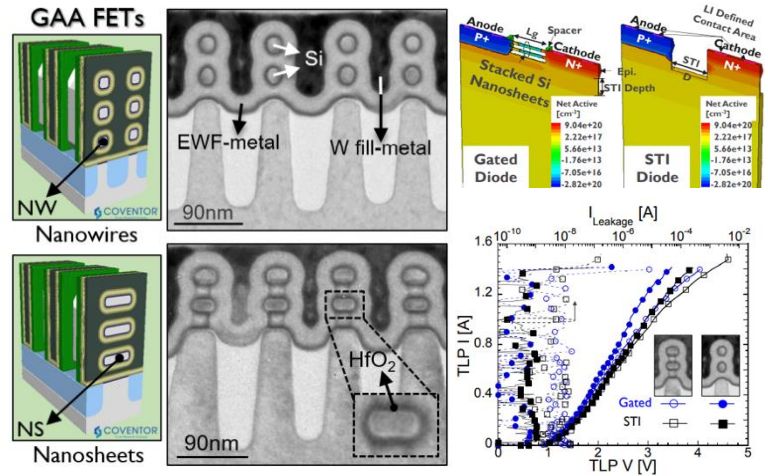 GAA FETs
NW
COVENTOR
Nanowires
NS
COVENTOR
Nanosheets
Si
EWF-metal
W fill-metal
90nm
HfO₂
90nm
Anode
Lg
Spacer
Cathode
P+
N+
Stacked Si
Nanosheets
Epi.
STI Depth
Net Active
[cm⁻³]
9.04e+20
2.22e+17
5.66e+13
-1.76e+13
-7.05e+16
-2.82e+20
Gated
Diode
LI Defined
Contact Area
Anode
Cathode
P+
STI
D
N+
Net Active
[cm⁻³]
9.04e+20
2.22e+17
5.66e+13
-1.76e+13
-7.05e+16
-2.82e+20
STI
Diode
I Leakage [A]
10⁻¹⁰ 10⁻⁸ 10⁻⁶ 10⁻⁴ 10⁻²
1.6
1.2
0.8
0.4
0
TLP I [A]
Gated
STI
0 1 2 3 4 5
TLP V [V]